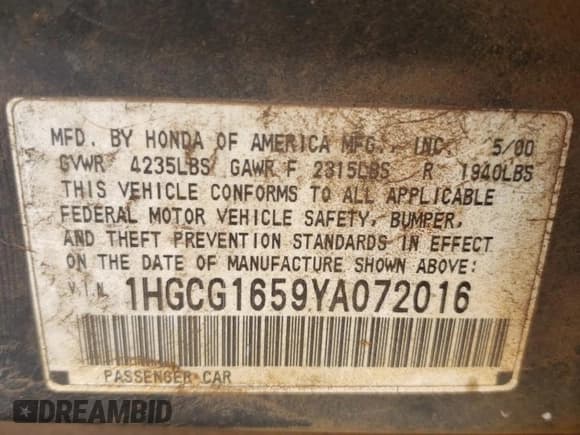 MFD. BY HONDA OF AMERICA MFG., INC. 5/00
GVWR 4235LBS GAWR F 2315LBS R 1940LBS
THIS VEHICLE CONFORMS TO ALL APPLICABLE
FEDERAL MOTOR VEHICLE SAFETY, BUMPER,
AND THEFT PREVENTION STANDARDS IN EFFECT
ON THE DATE OF MANUFACTURE SHOWN ABOVE:
V.I.N. 1HGCG1659YA072016
PASSENGER CAR
DREAMBID